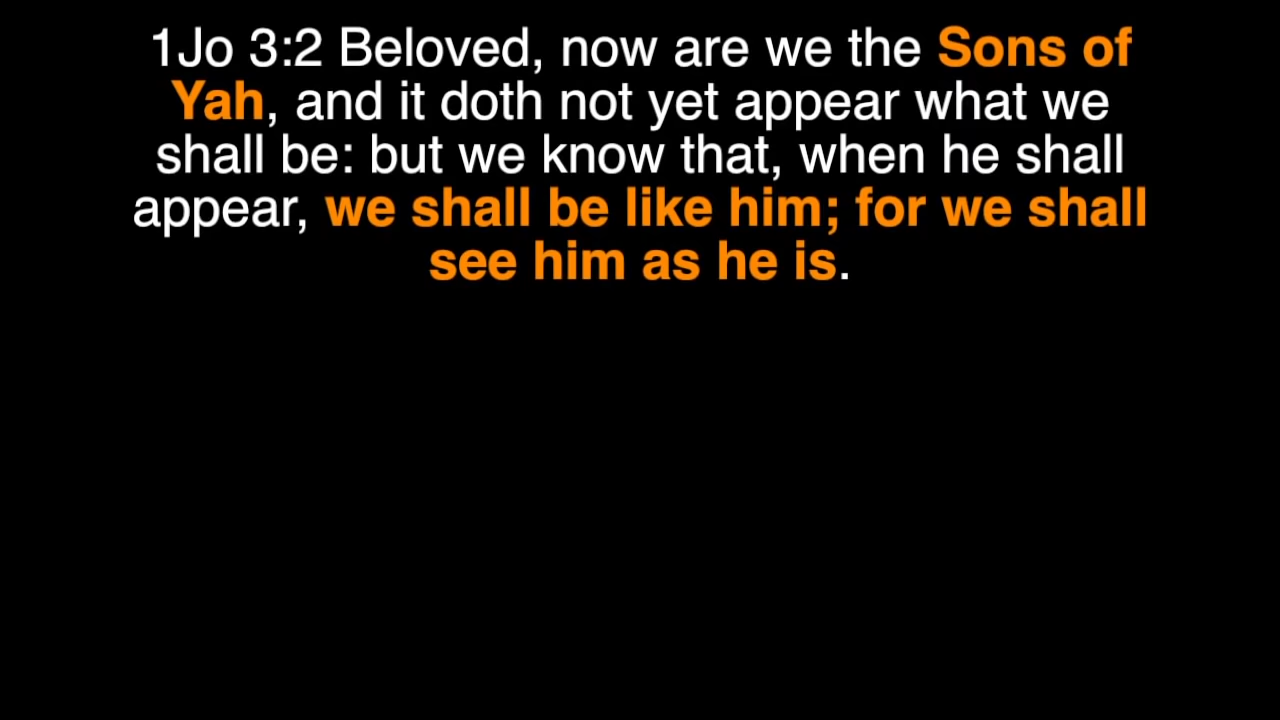 1Jo 3:2 Beloved, now are we the Sons of
Yah, and it doth not yet appear what we
shall be: but we know that, when he shall
appear, we shall be like him; for we shall
see him as he is.